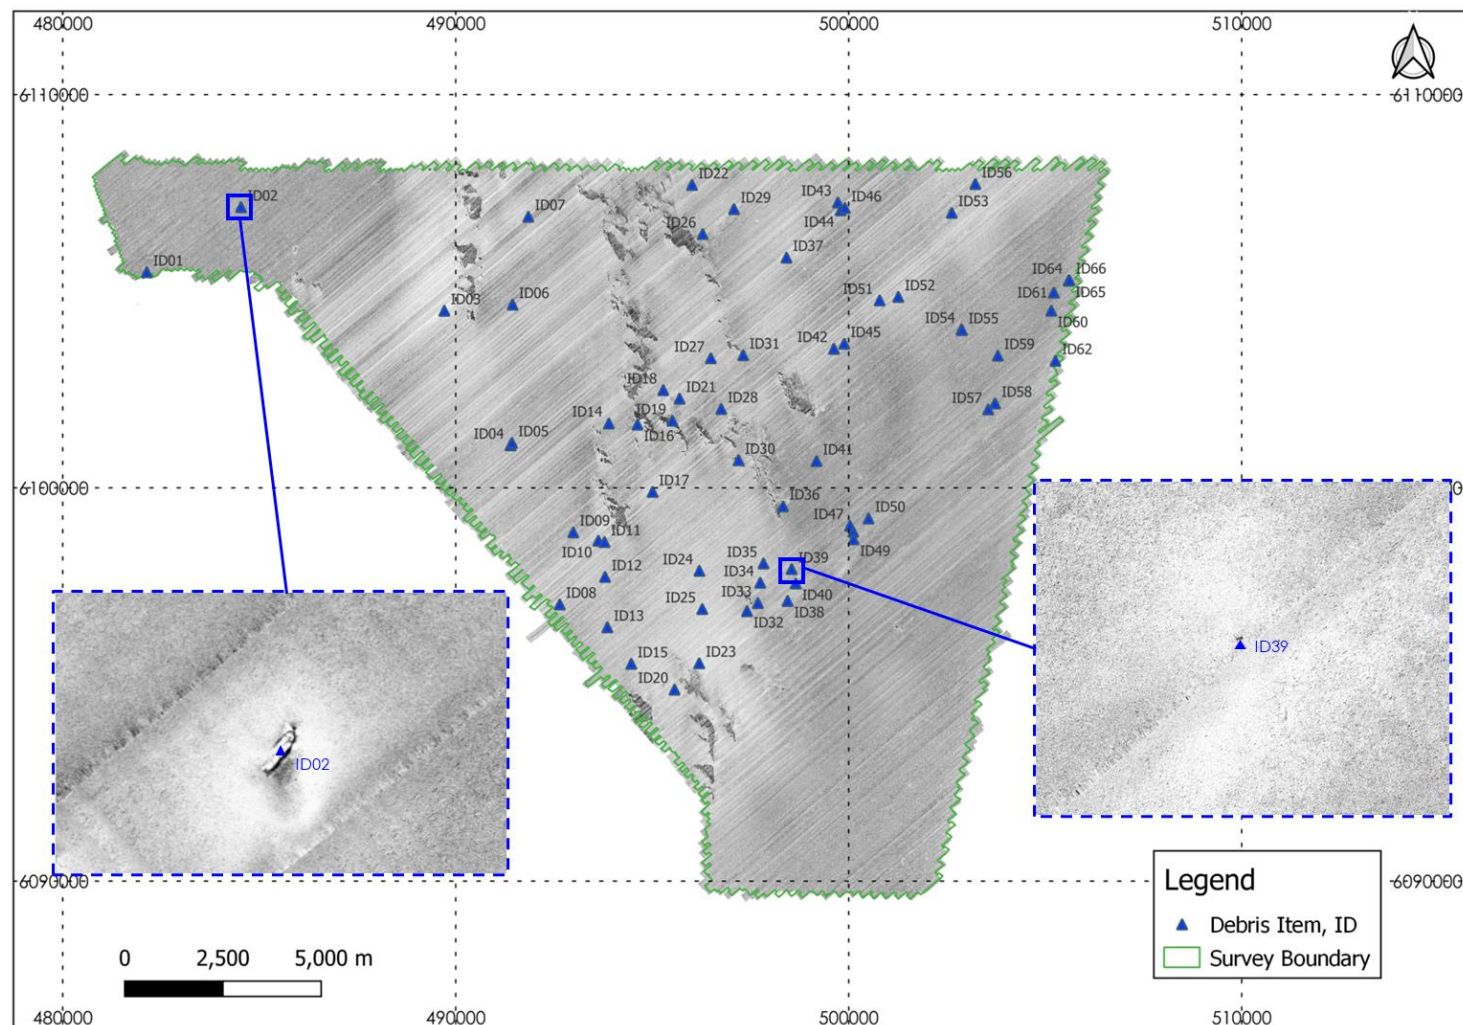 480000
490000
500000
510000
6110000
6110000
ID22
ID56
ID02
ID43
ID46
ID29
ID53
ID07
ID44
ID26
ID37
ID01
ID64
ID66
ID51
ID52
ID61
ID65
ID03
ID06
ID54
ID55
ID60
ID42
ID45
ID27
ID31
ID59
ID62
ID18
ID21
ID57
ID58
ID28
ID14
ID19
ID04
ID05
ID16
ID30
ID41
6100000
0
ID17
ID36
ID47
ID50
ID09
ID11
ID10
ID49
ID35
ID39
ID24
ID34
ID12
ID33
ID40
ID08
ID25
ID38
ID13
ID32
ID39
ID15
ID23
ID20
ID02
6090000
6090000
Legend
Debris Item, ID
Survey Boundary
0 2,500 5,000 m
480000
490000
500000
510000